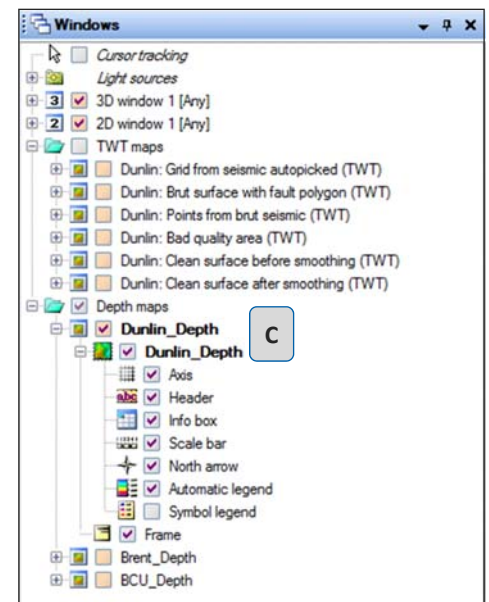 Windows
Cursor tracking
Light sources
3 3D window 1 [Any]
2 2D window 1 [Any]
TWT maps
Dunlin: Grid from seismic autopicked (TWT)
Dunlin: Brut surface with fault polygon (TWT)
Dunlin: Points from brut seismic (TWT)
Dunlin: Bad quality area (TWT)
Dunlin: Clean surface before smoothing (TWT)
Dunlin: Clean surface after smoothing (TWT)
Depth maps
Dunlin_Depth
C
Dunlin_Depth
Axis
abc Header
Info box
Scale bar
North arrow
Automatic legend
Symbol legend
Frame
Brent_Depth
BCU_Depth